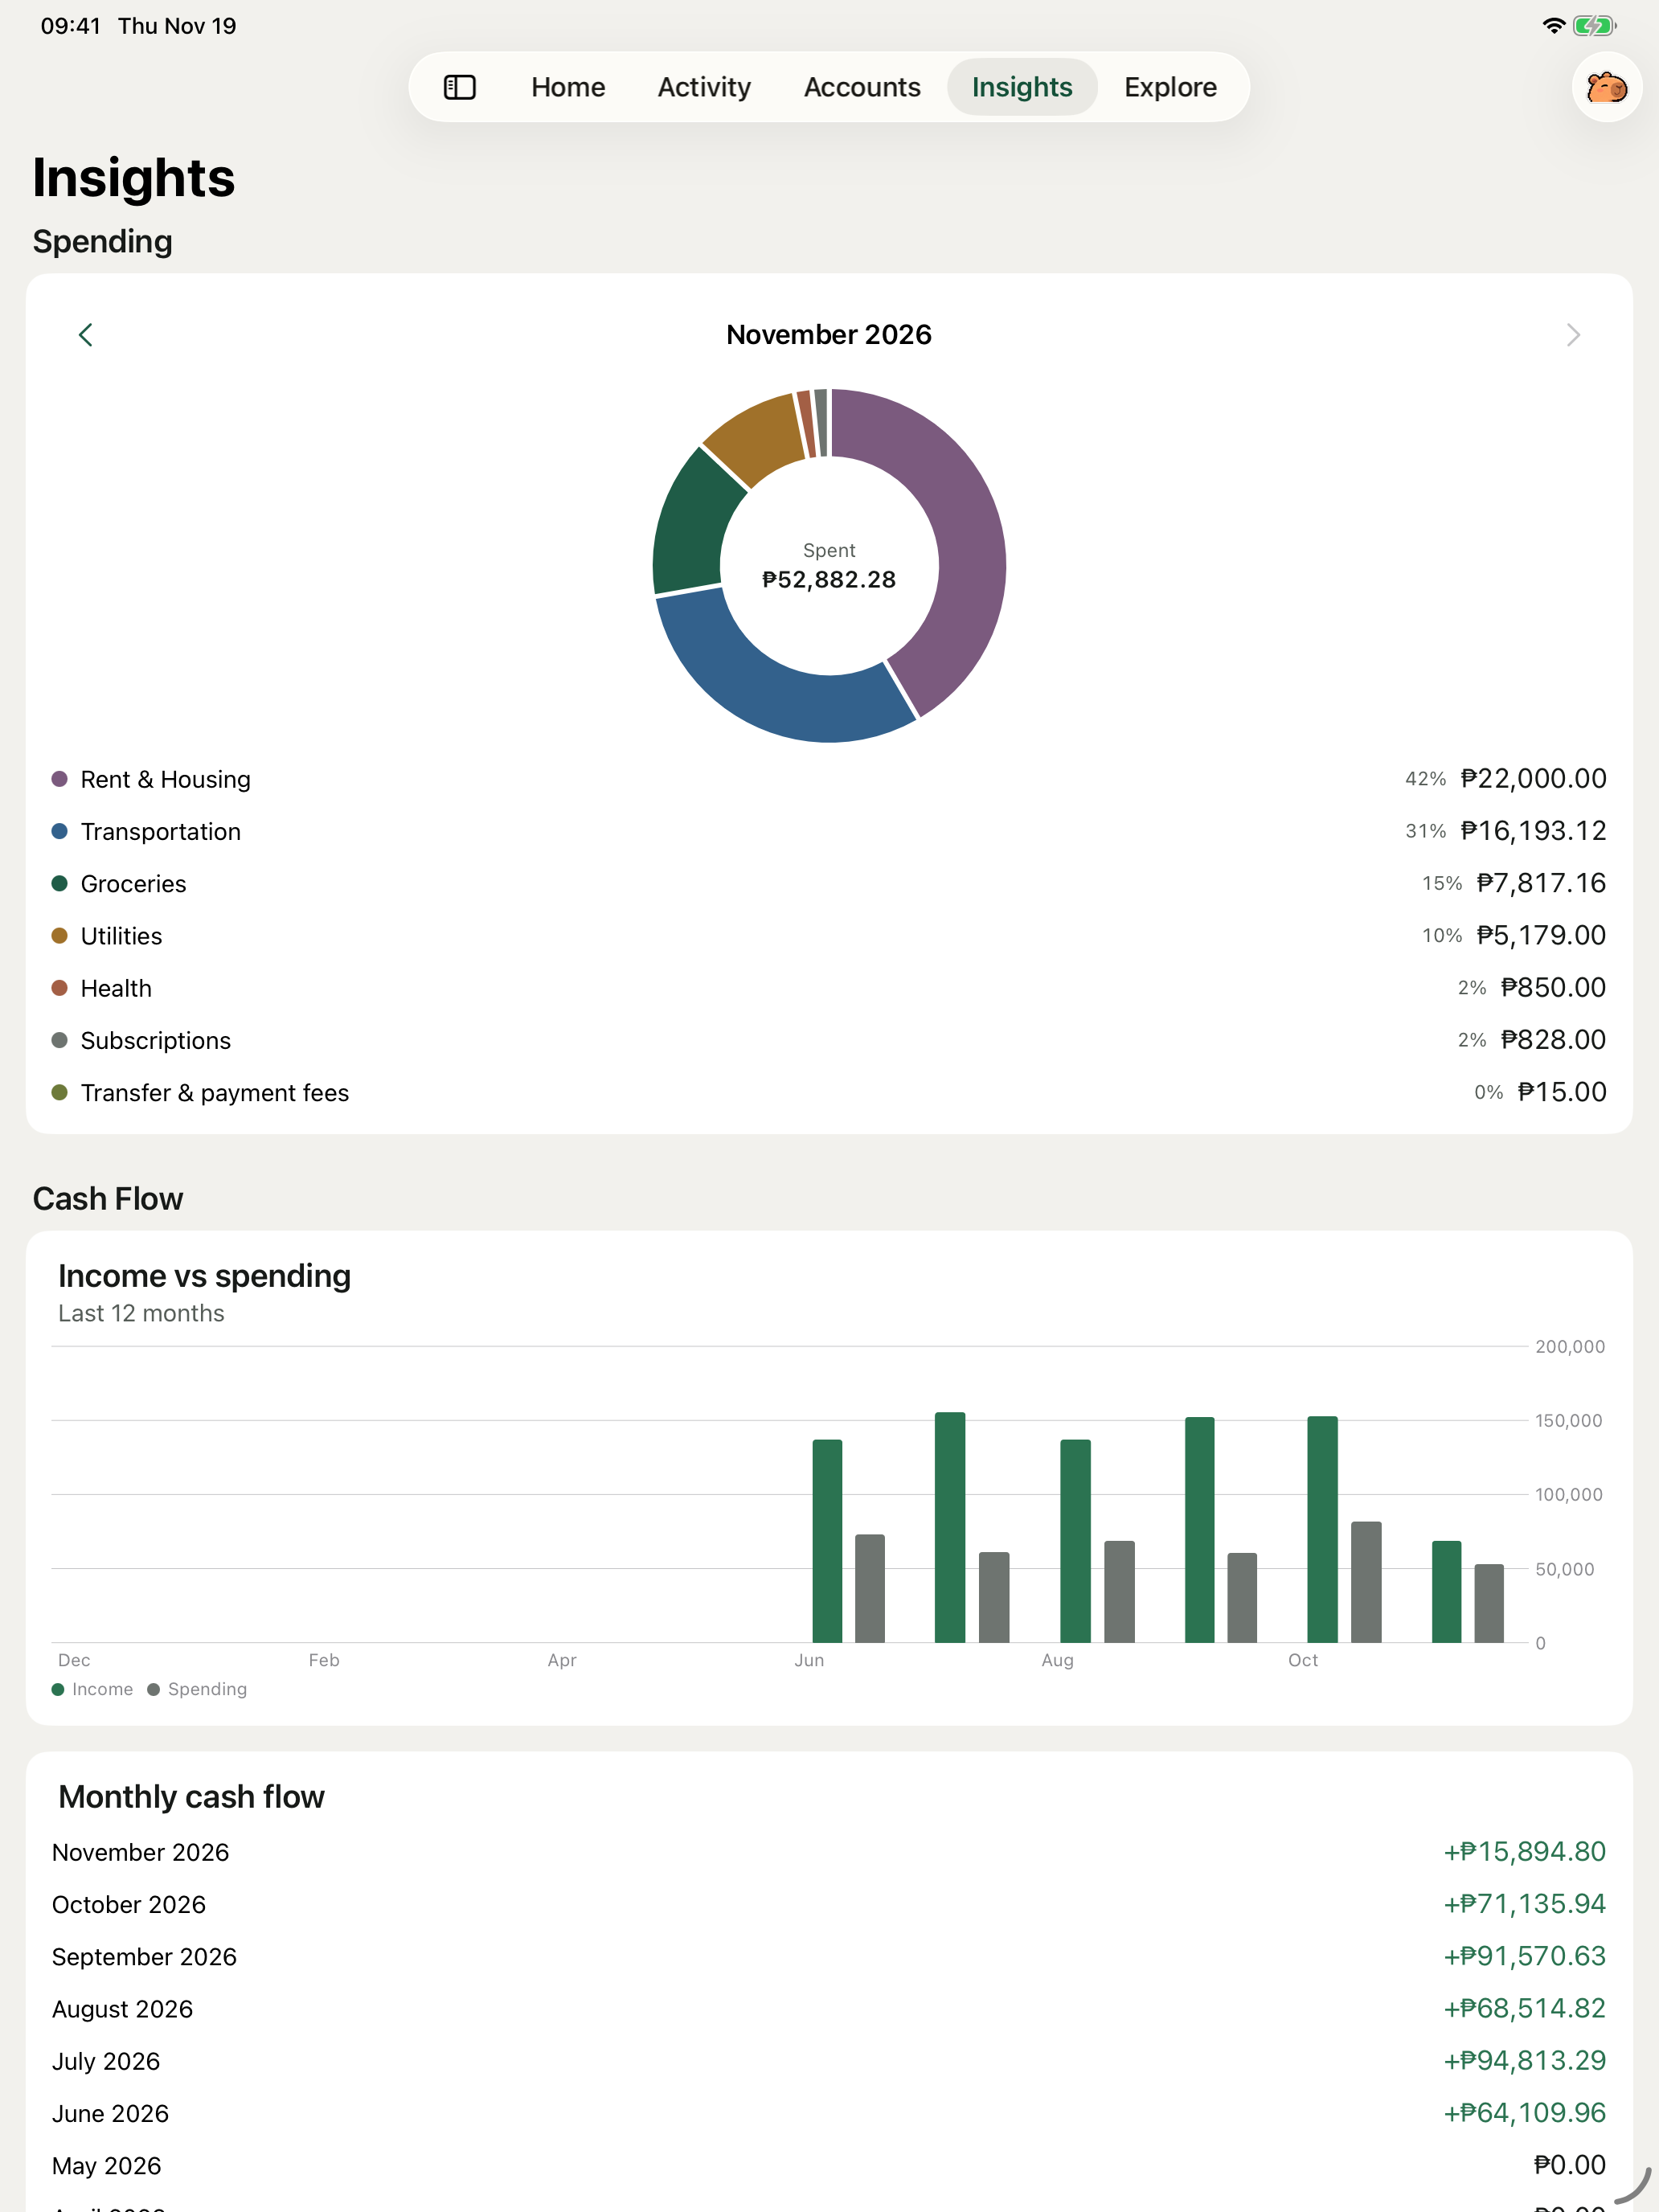 09:41 Thu Nov 19
Home Activity Accounts Insights Explore
Insights
Spending
November 2026
Spent
₱52,882.28
Rent & Housing 42% ₱22,000.00
Transportation 31% ₱16,193.12
Groceries 15% ₱7,817.16
Utilities 10% ₱5,179.00
Health 2% ₱850.00
Subscriptions 2% ₱828.00
Transfer & payment fees 0% ₱15.00
Cash Flow
Income vs spending
Last 12 months
200,000
150,000
100,000
50,000
0
Dec Feb Apr Jun Aug Oct
Income Spending
Monthly cash flow
November 2026 +₱15,894.80
October 2026 +₱71,135.94
September 2026 +₱91,570.63
August 2026 +₱68,514.82
July 2026 +₱94,813.29
June 2026 +₱64,109.96
May 2026 ₱0.00